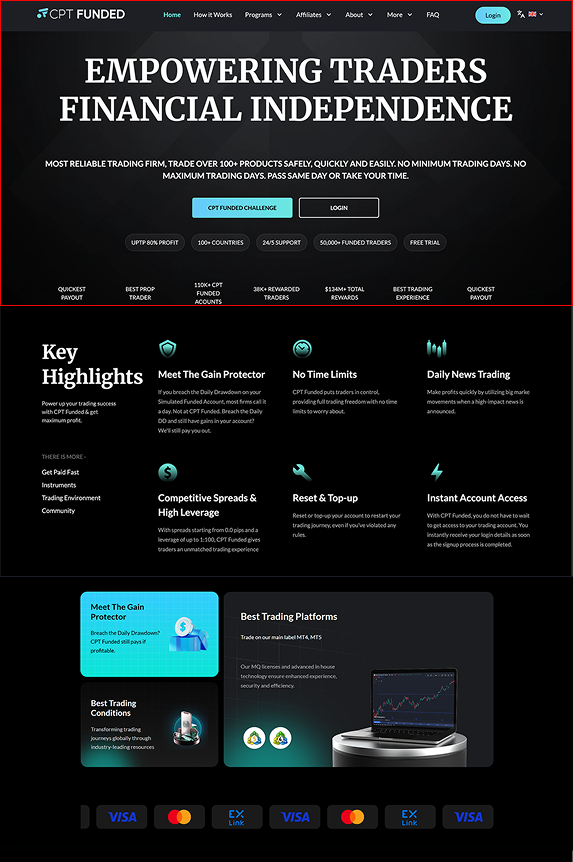 CPT FUNDED
Home How it Works Programs Affiliates About More FAQ Login
EMPOWERING TRADERS
FINANCIAL INDEPENDENCE
MOST RELIABLE TRADING FIRM, TRADE OVER 100+ PRODUCTS SAFELY, QUICKLY AND EASILY. NO MINIMUM TRADING DAYS. NO
MAXIMUM TRADING DAYS. PASS SAME DAY OR TAKE YOUR TIME.
CPT FUNDED CHALLENGE LOGIN
UPTP 80% PROFIT 100+ COUNTRIES 24/5 SUPPORT 50,000+ FUNDED TRADERS FREE TRIAL
QUICKEST
PAYOUT
BEST PROP
TRADER
110K+ CPT
FUNDED
ACOUNTS
38K+ REWARDED
TRADERS
$134M+ TOTAL
REWARDS
BEST TRADING
EXPERIENCE
QUICKEST
PAYOUT
Key
Highlights
Power up your trading success
with CPT Funded & get
maximum profit.
THERE IS MORE -
Get Paid Fast
Instruments
Trading Environment
Community
Meet The Gain Protector
If you breach the Daily Drawdown on your
Simulated Funded Account, most firms call it
a day. Not at CPT Funded. Breach the Daily
DD and still have gains in your account?
We'll still pay you out.
No Time Limits
CPT Funded puts traders in control,
providing full trading freedom with no time
limits to worry about.
Daily News Trading
Make profits quickly by utilizing big market
movements when a high-impact news is
announced.
Competitive Spreads &
High Leverage
With spreads starting from 0.0 pips and a
leverage of up to 1:100, CPT Funded gives
traders an unmatched trading experience
Reset & Top-up
Reset or top-up your account to restart your
trading journey, even if you've violated any
rules.
Instant Account Access
With CPT Funded, you do not have to wait
to get access to your trading account. You
instantly receive your login details as soon
as the signup process is completed.
Meet The Gain
Protector
Breach the Daily Drawdown?
CPT Funded still pays if
profitable.
Best Trading
Conditions
Transforming trading
journeys globally through
industry-leading resources
Best Trading Platforms
Trade on our main label MT4, MT5
Our MQ licenses and advanced in house
technology ensure enhanced experience,
security and efficiency.
VISA EX Link VISA EX Link VISA